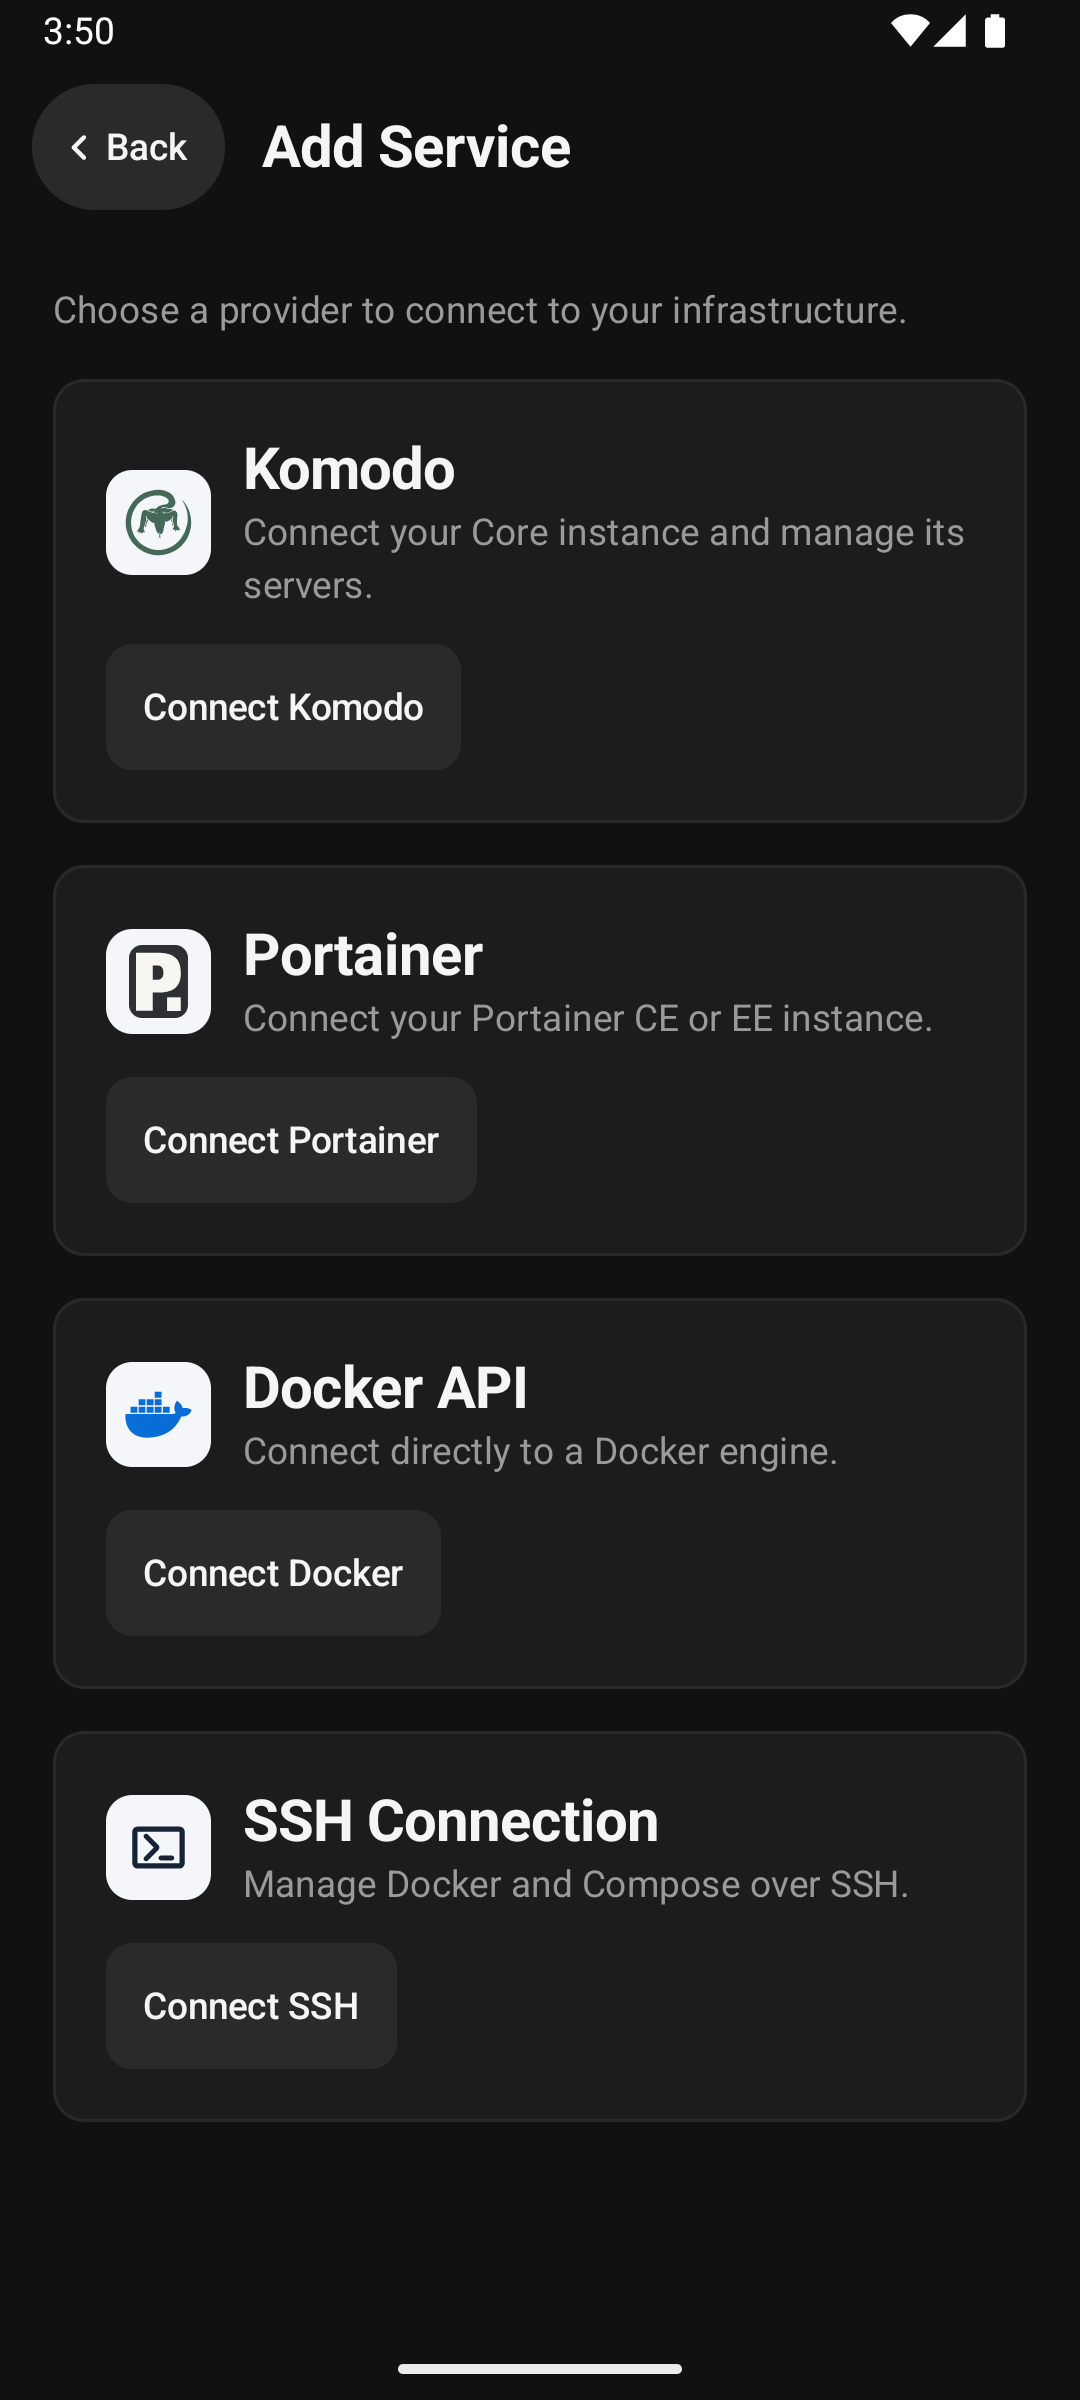 3:50
Back
Add Service
Choose a provider to connect to your infrastructure.
Komodo
Connect your Core instance and manage its
servers.
Connect Komodo
P.
Portainer
Connect your Portainer CE or EE instance.
Connect Portainer
Docker API
Connect directly to a Docker engine.
Connect Docker
SSH Connection
Manage Docker and Compose over SSH.
Connect SSH